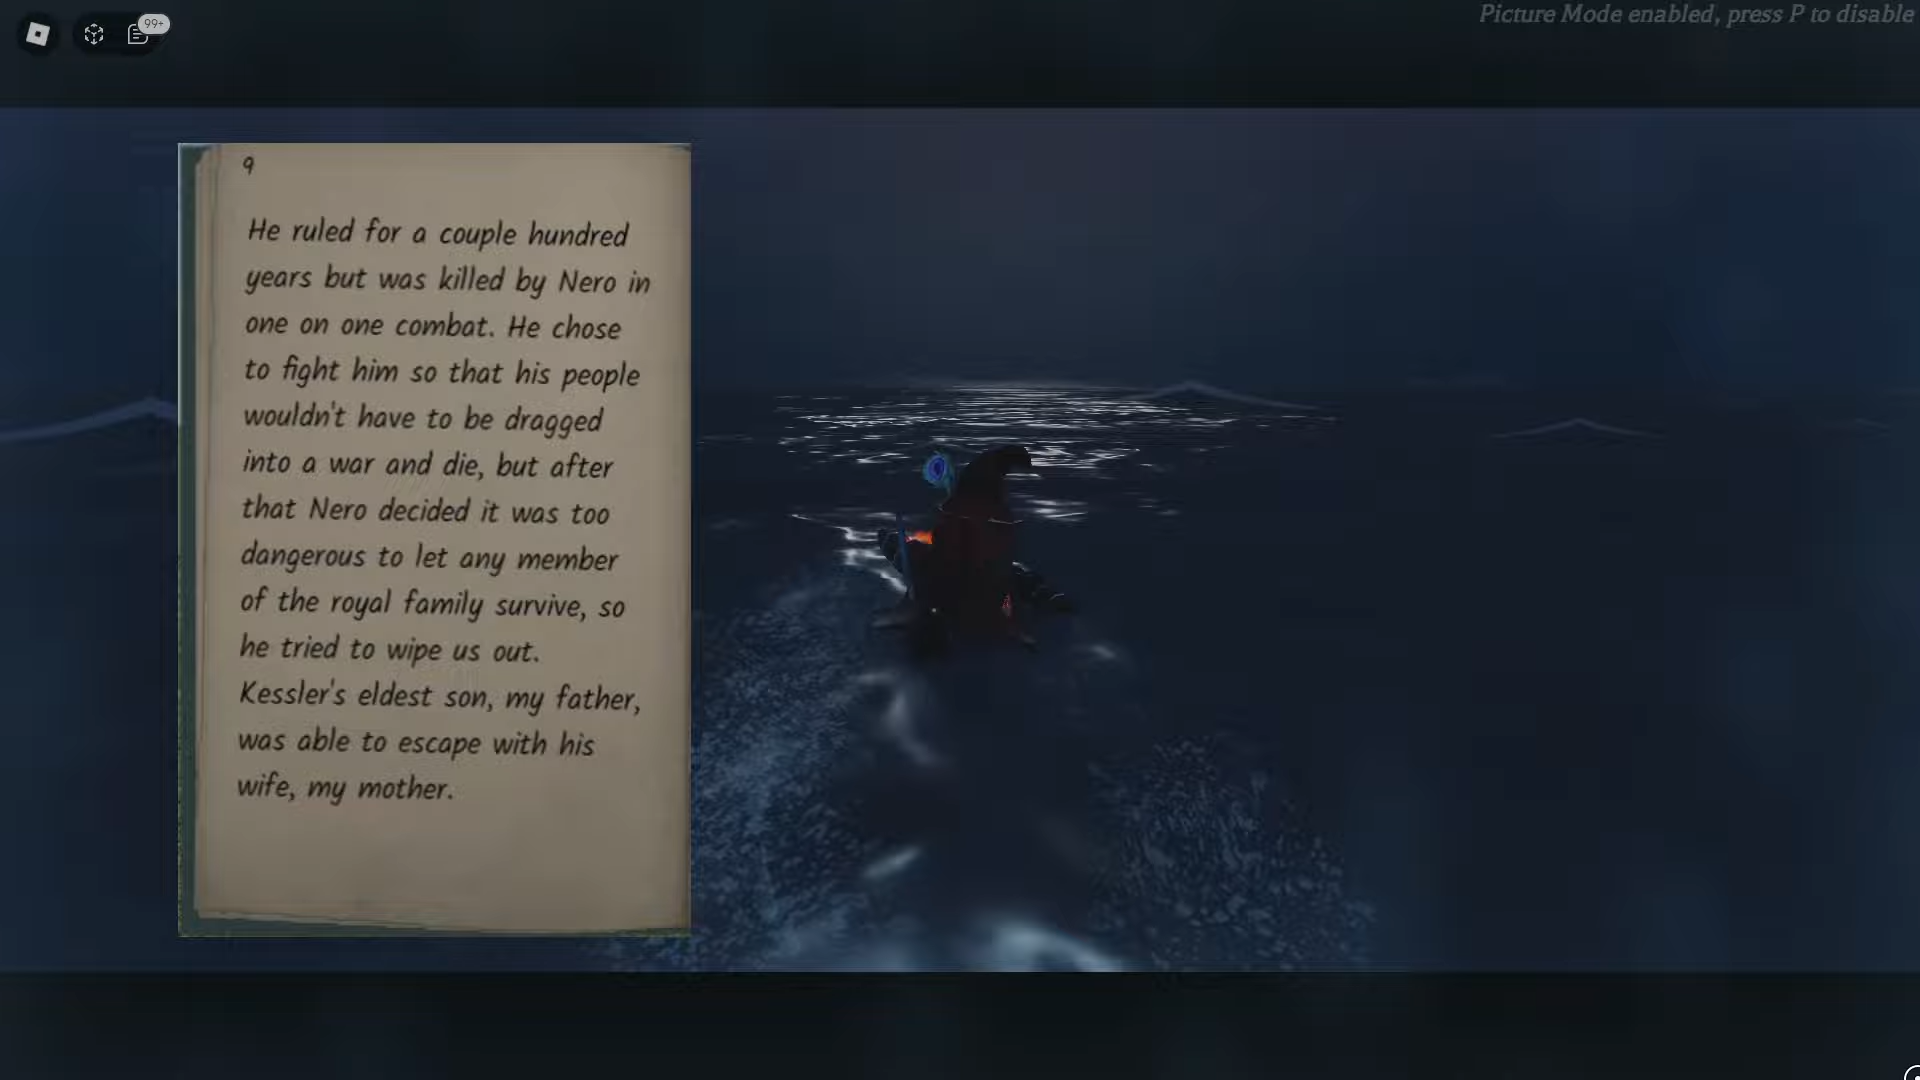 99+
Picture Mode enabled, press P to disable
9
He ruled for a couple hundred
years but was killed by Nero in
one on one combat. He chose
to fight him so that his people
wouldn't have to be dragged
into a war and die, but after
that Nero decided it was too
dangerous to let any member
of the royal family survive, so
he tried to wipe us out.
Kessler's eldest son, my father,
was able to escape with his
wife, my mother.